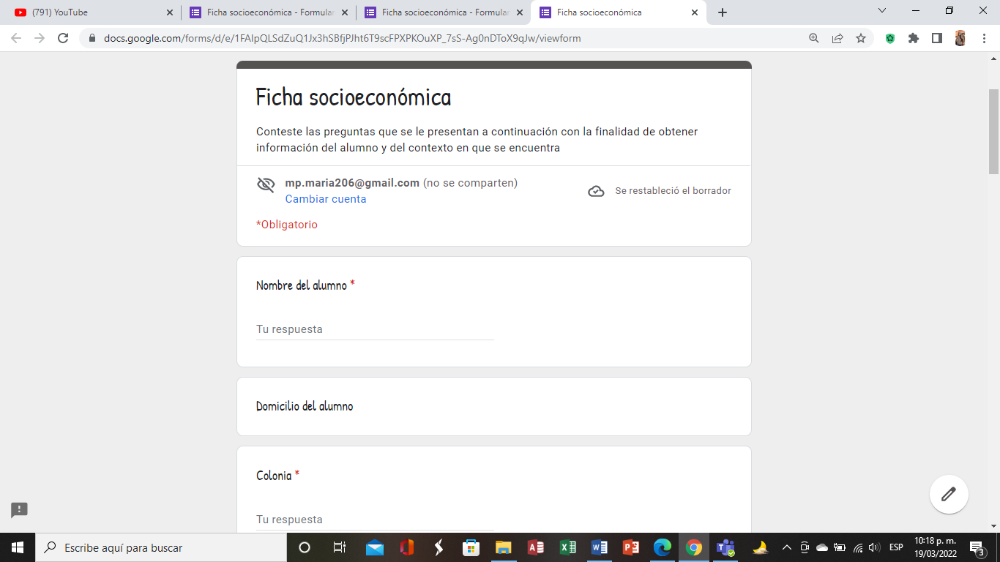 (791) YouTube
Ficha socioeconómica - Formular
Ficha socioeconómica - Formular
Ficha socioeconómica
docs.google.com/forms/d/e/1FAIpQLSdZuQ1Jx3hSBfjPJht6T9scFPXPKOuXP_7sS-Ag0nDToX9qJw/viewform
Ficha socioeconómica
Conteste las preguntas que se le presentan a continuación con la finalidad de obtener
información del alumno y del contexto en que se encuentra
mp.maria206@gmail.com (no se comparten)
Cambiar cuenta
Se restableció el borrador
*Obligatorio
Nombre del alumno *
Tu respuesta
Domicilio del alumno
Colonia *
Tu respuesta
Escribe aquí para buscar
ESP
10:18 p. m.
19/03/2022
3